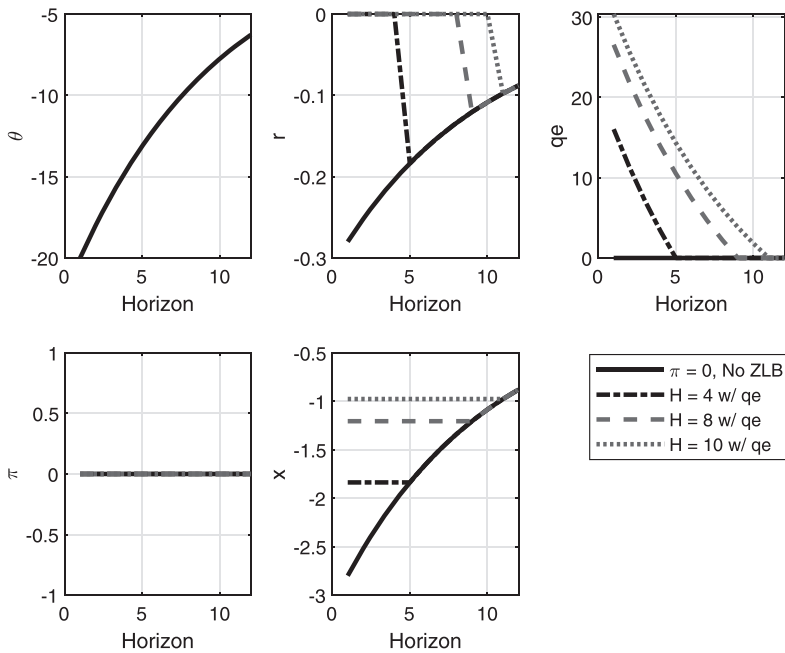 -5
-10
-15
-20
θ
0
5
10
Horizon
0
-0.1
-0.2
-0.3
r
0
5
10
Horizon
30
20
10
0
qe
0
5
10
Horizon
1
0.5
0
-0.5
-1
π
0
5
10
Horizon
-0.5
-1
-1.5
-2
-2.5
-3
x
0
5
10
Horizon
π = 0, No ZLB
H = 4 w/ qe
H = 8 w/ qe
H = 10 w/ qe